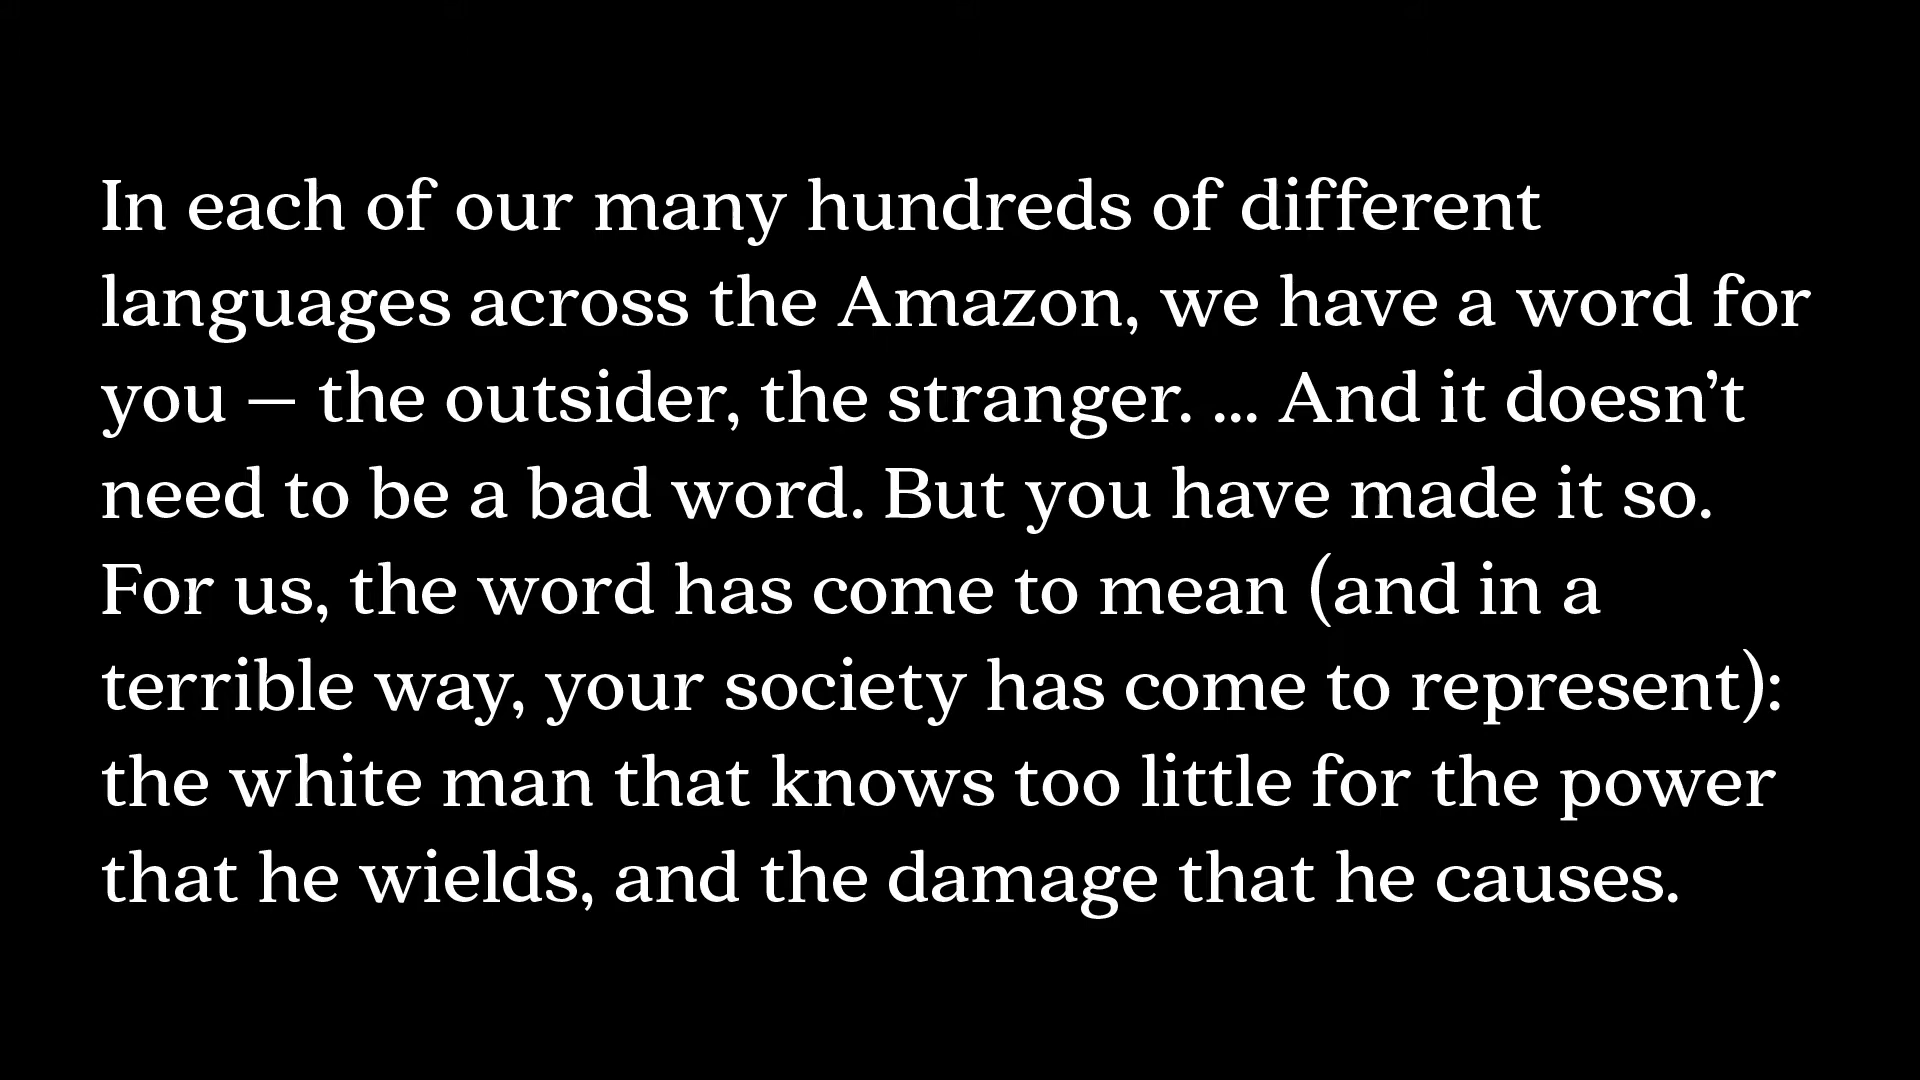 In each of our many hundreds of different
languages across the Amazon, we have a word for
you – the outsider, the stranger. ... And it doesn’t
need to be a bad word. But you have made it so.
For us, the word has come to mean (and in a
terrible way, your society has come to represent):
the white man that knows too little for the power
that he wields, and the damage that he causes.